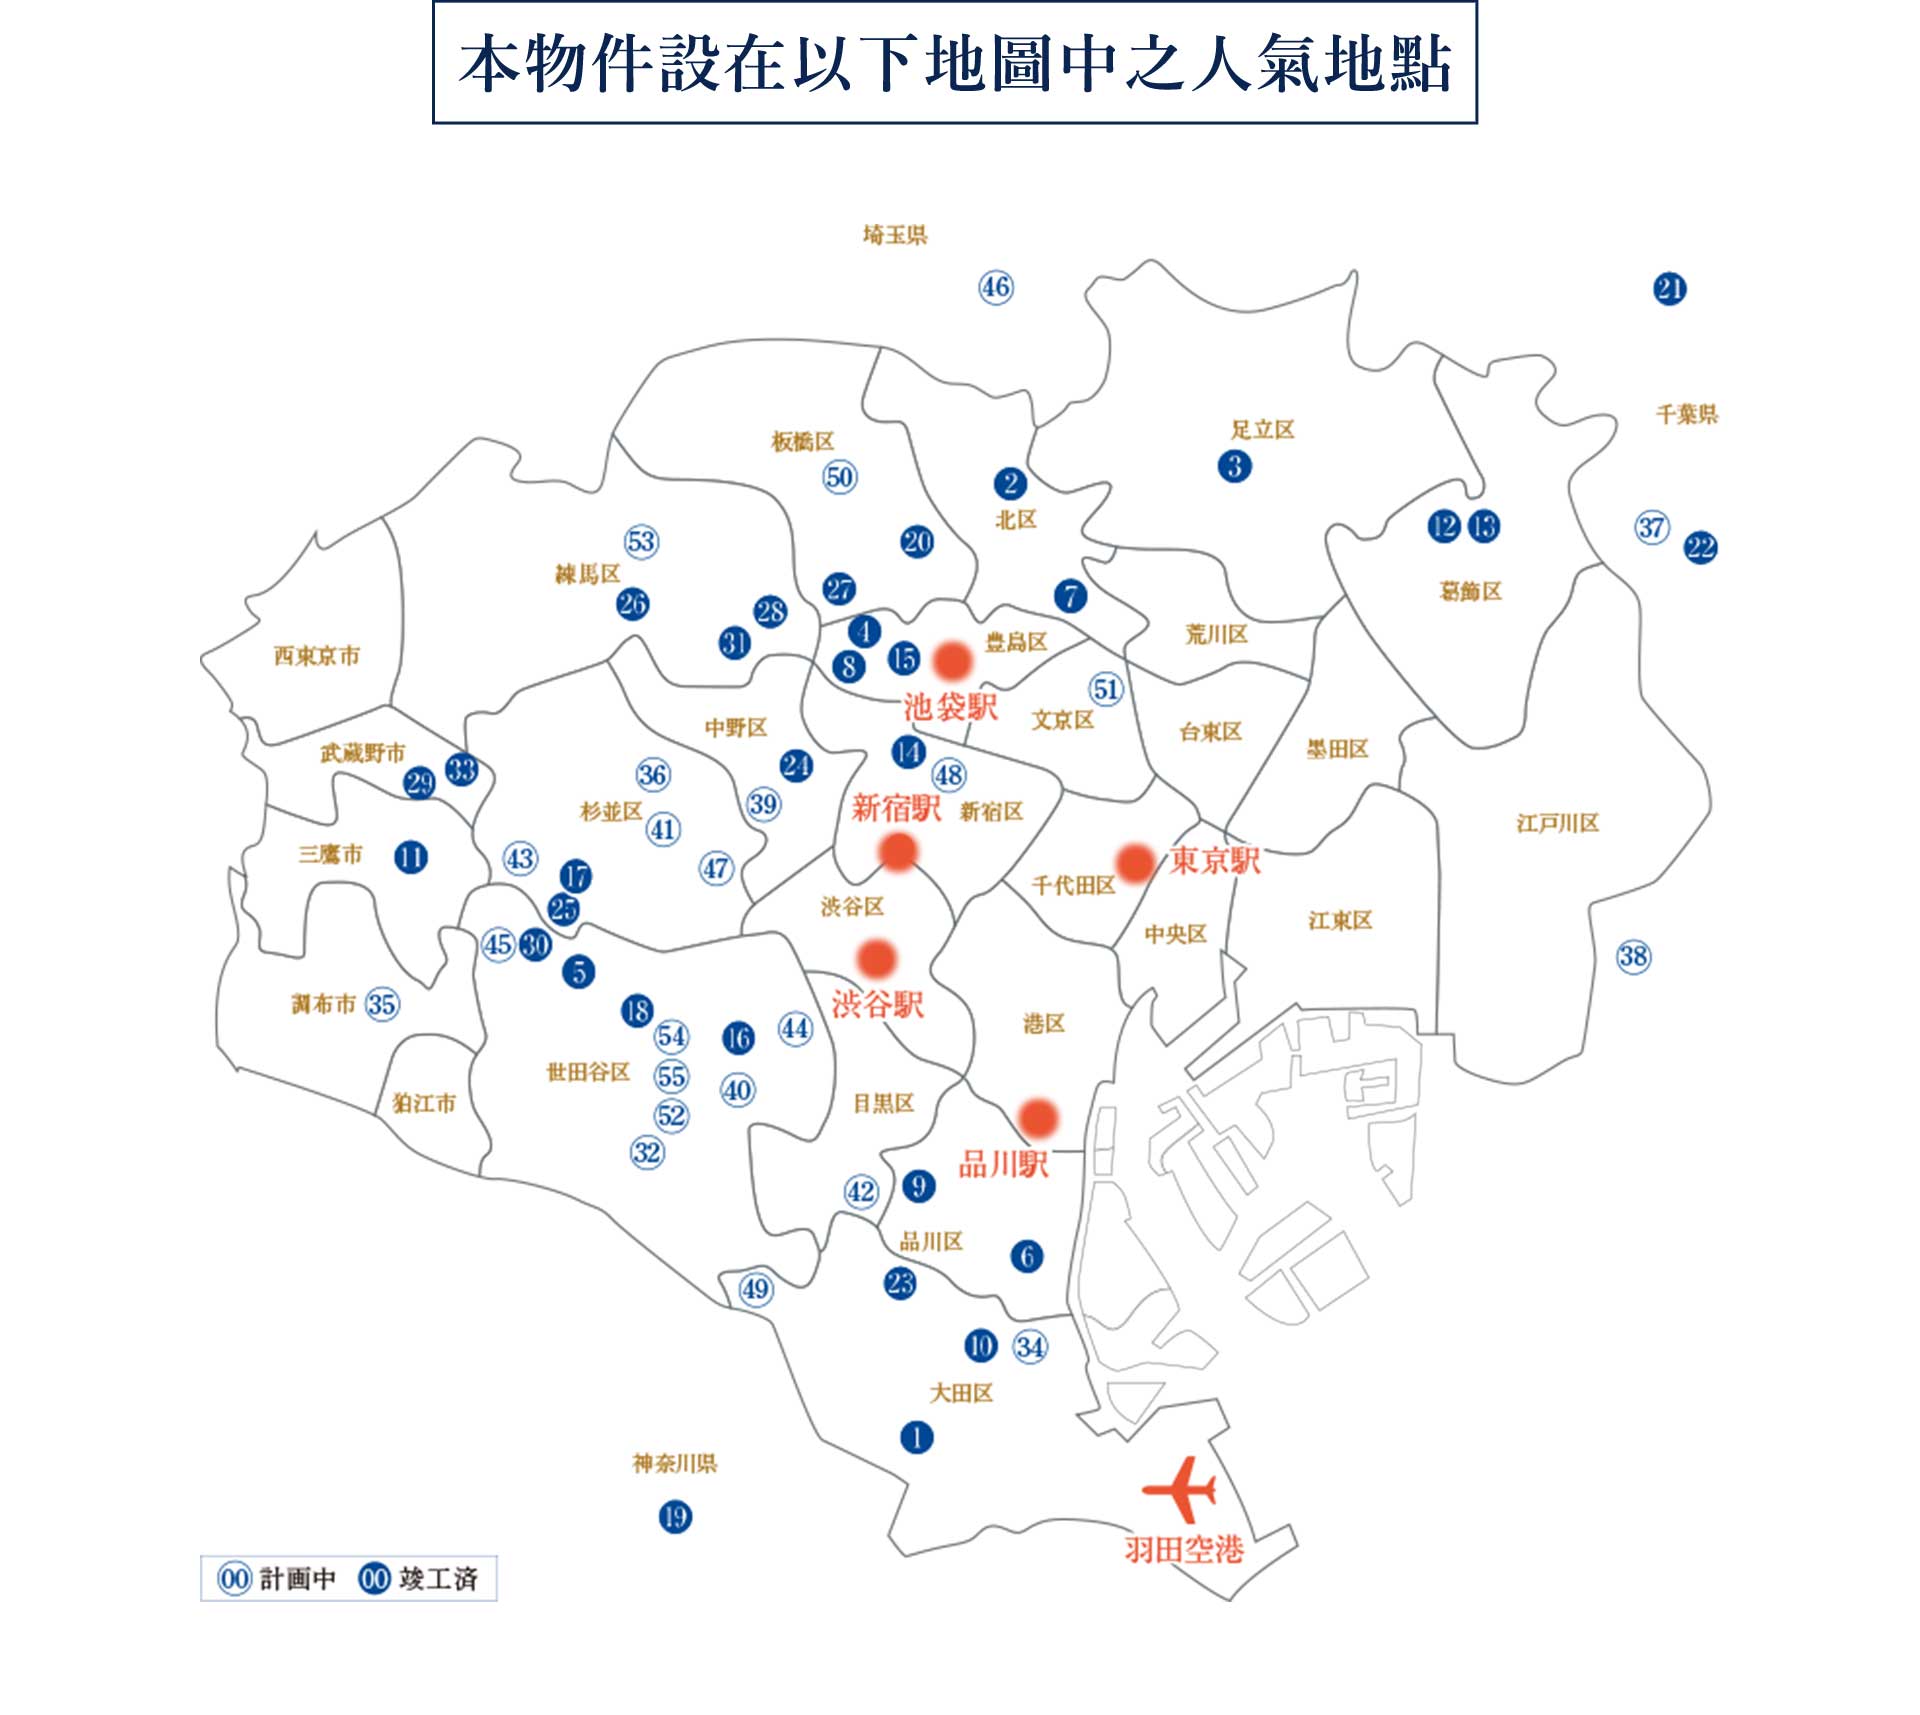 本物件設在以下地圖中之人氣地點
埼玉県
46
21
千葉県
足立区
3
板橋区
50
2
北区
20
53
練馬区
26
27
28
31
7
12 13
葛飾区
37
22
荒川区
4
8
15
豊島区
池袋駅
51
文京区
台東区
墨田区
西東京市
武蔵野市
29
33
中野区
24
39
14
48
新宿駅
新宿区
36
杉並区
41
47
江戸川区
三鷹市
11
43
17
25
千代田区
東京駅
渋谷区
中央区
江東区
38
45 30
5
渋谷駅
調布市
35
18
54
16
44
港区
世田谷区
55
40
52
32
狛江市
目黒区
品川駅
42
9
品川区
6
23
49
10
34
大田区
1
神奈川県
19
羽田空港
00 計画中 00 竣工済